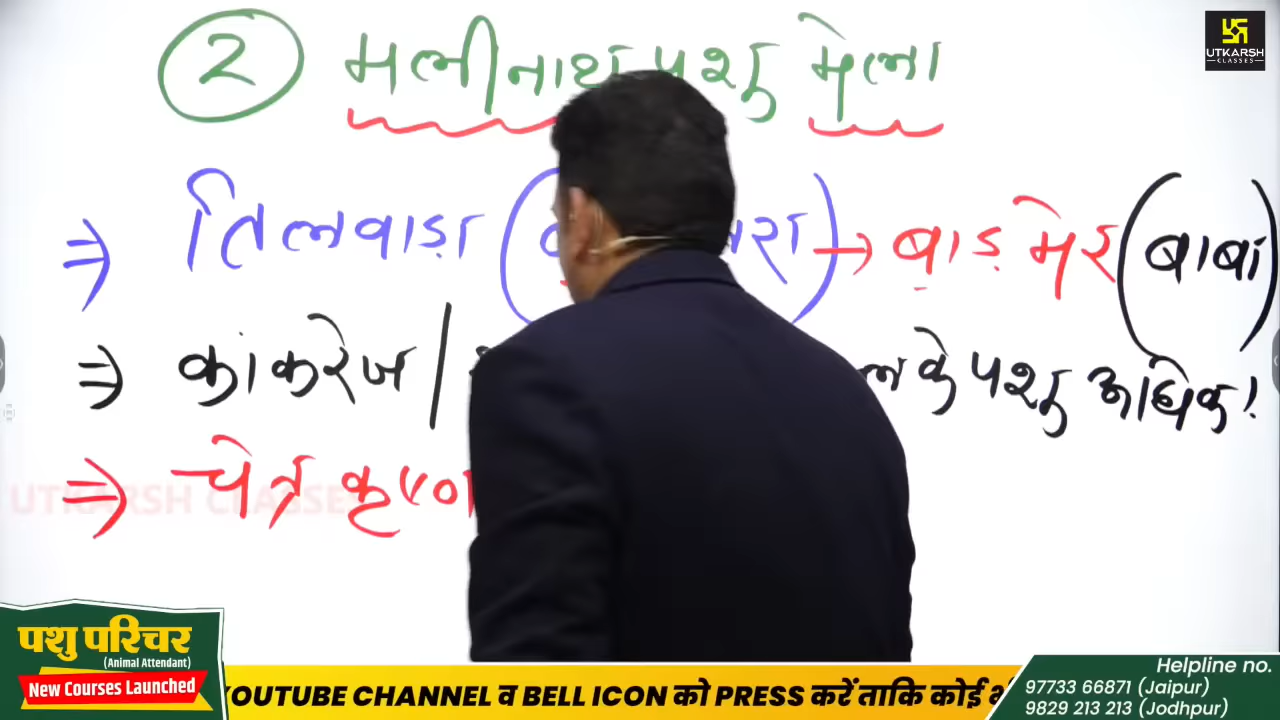 UTKARSH
CLASSES
2 मलीनाथ पशु मेला
⇒ तिलवाड़ा ( → बाड़मेर (बाबा)
⇒ कांकरेज / के पशु अधिक!
⇒ चैत्र कृष्ण
UTKARSH CLASSES
पशु परिचर
(Animal Attendant)
New Courses Launched
YOUTUBE CHANNEL व BELL ICON को PRESS करें ताकि कोई
Helpline no.
97733 66871 (Jaipur)
9829 213 213 (Jodhpur)